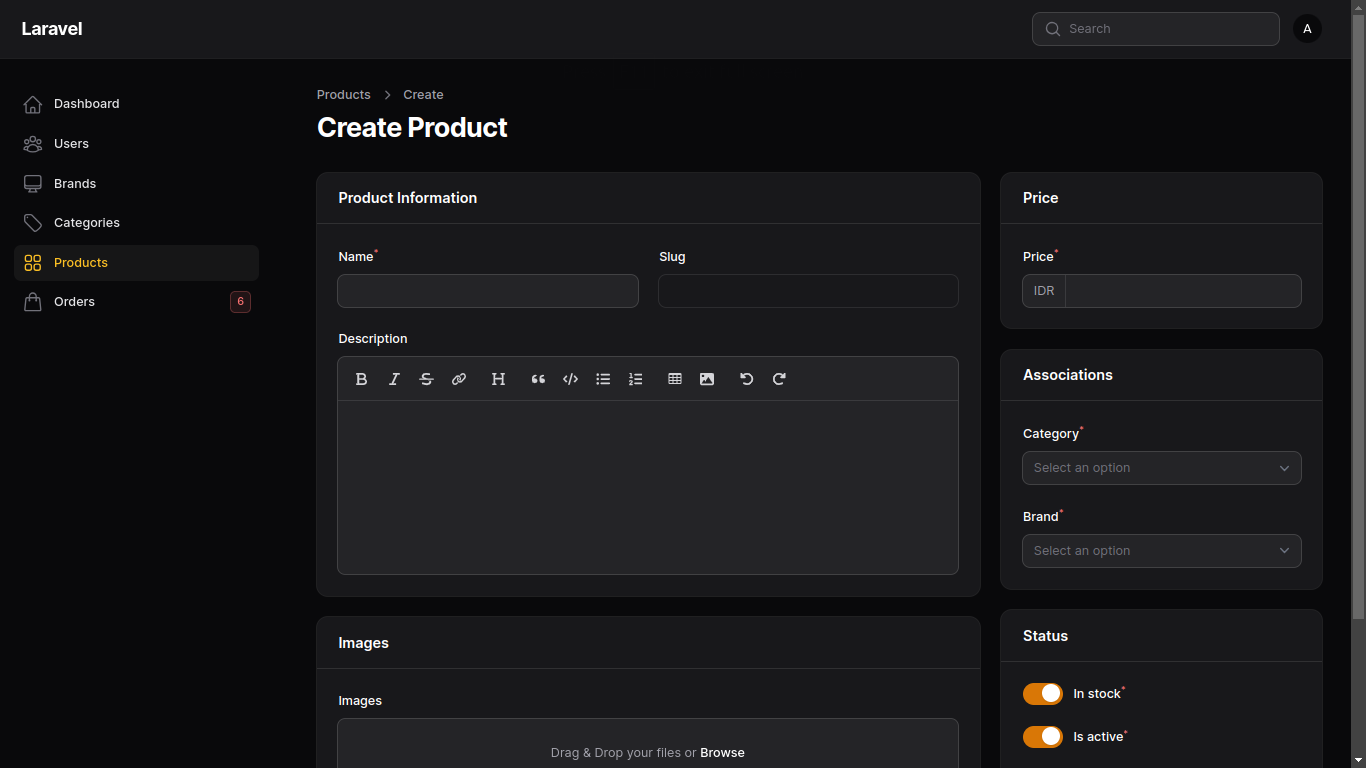 Laravel
Search
A
Dashboard
Users
Brands
Categories
Products
Orders
6
Products > Create
Create Product
Product Information
Name*
Slug
Description
Images
Images
Drag & Drop your files or Browse
Price
Price*
IDR
Associations
Category*
Select an option
Brand*
Select an option
Status
In stock*
Is active*